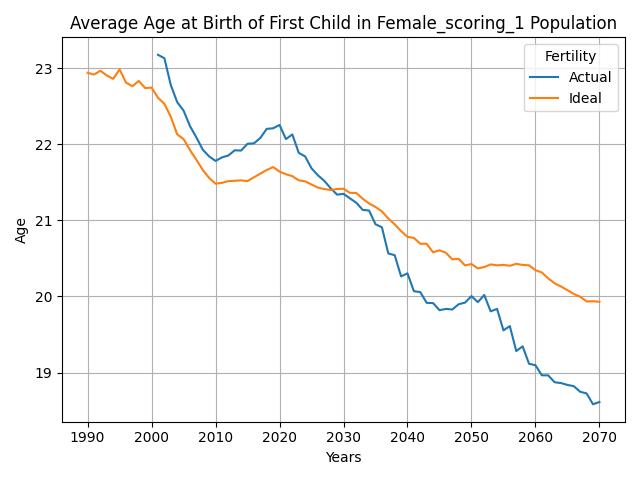 Average Age at Birth of First Child in Female_scoring_1 Population
Fertility
Actual
Ideal
Age
23
22
21
20
19
1990 2000 2010 2020 2030 2040 2050 2060 2070
Years